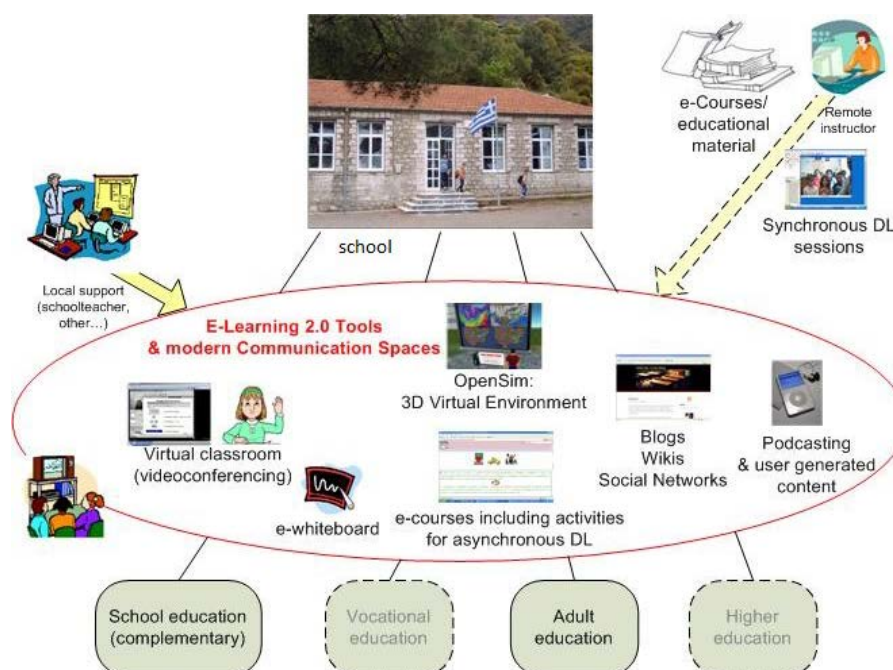 e-Courses/
educational
material
Remote
instructor
Synchronous DL
sessions
school
Local support
(schoolteacher,
other...)
E-Learning 2.0 Tools
& modern Communication Spaces
OpenSim:
3D Virtual Environment
Virtual classroom
(videoconferencing)
Blogs
Wikis
Social Networks
Podcasting
& user generated
content
e-whiteboard
e-courses including activities
for asynchronous DL
School education
(complementary)
Vocational
education
Adult
education
Higher
education